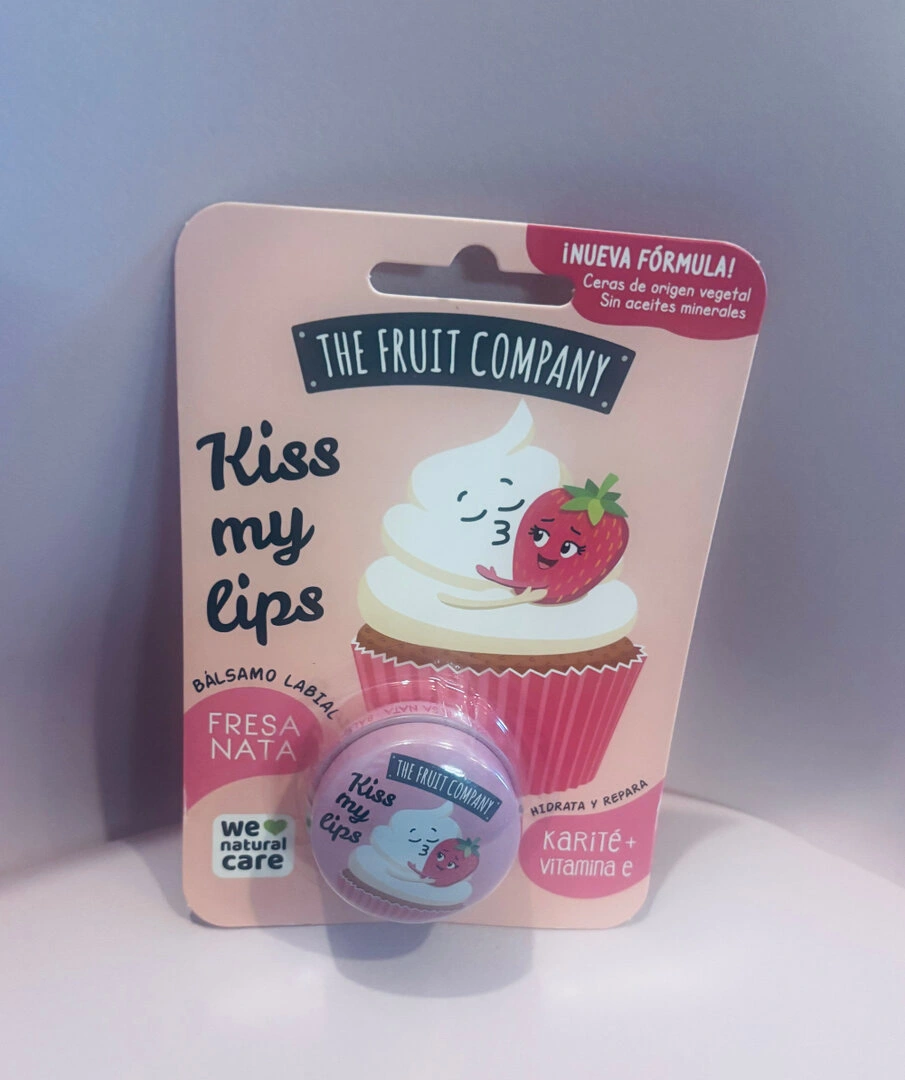 ¡NUEVA FÓRMULA!
Ceras de origen vegetal
Sin aceites minerales
THE FRUIT COMPANY
Kiss
my
lips
BÁLSAMO LABIAL
FRESA
NATA
we
natural
care
THE FRUIT COMPANY
Kiss
my
lips
HIDRATA Y REPARA
Karité +
vitamina e